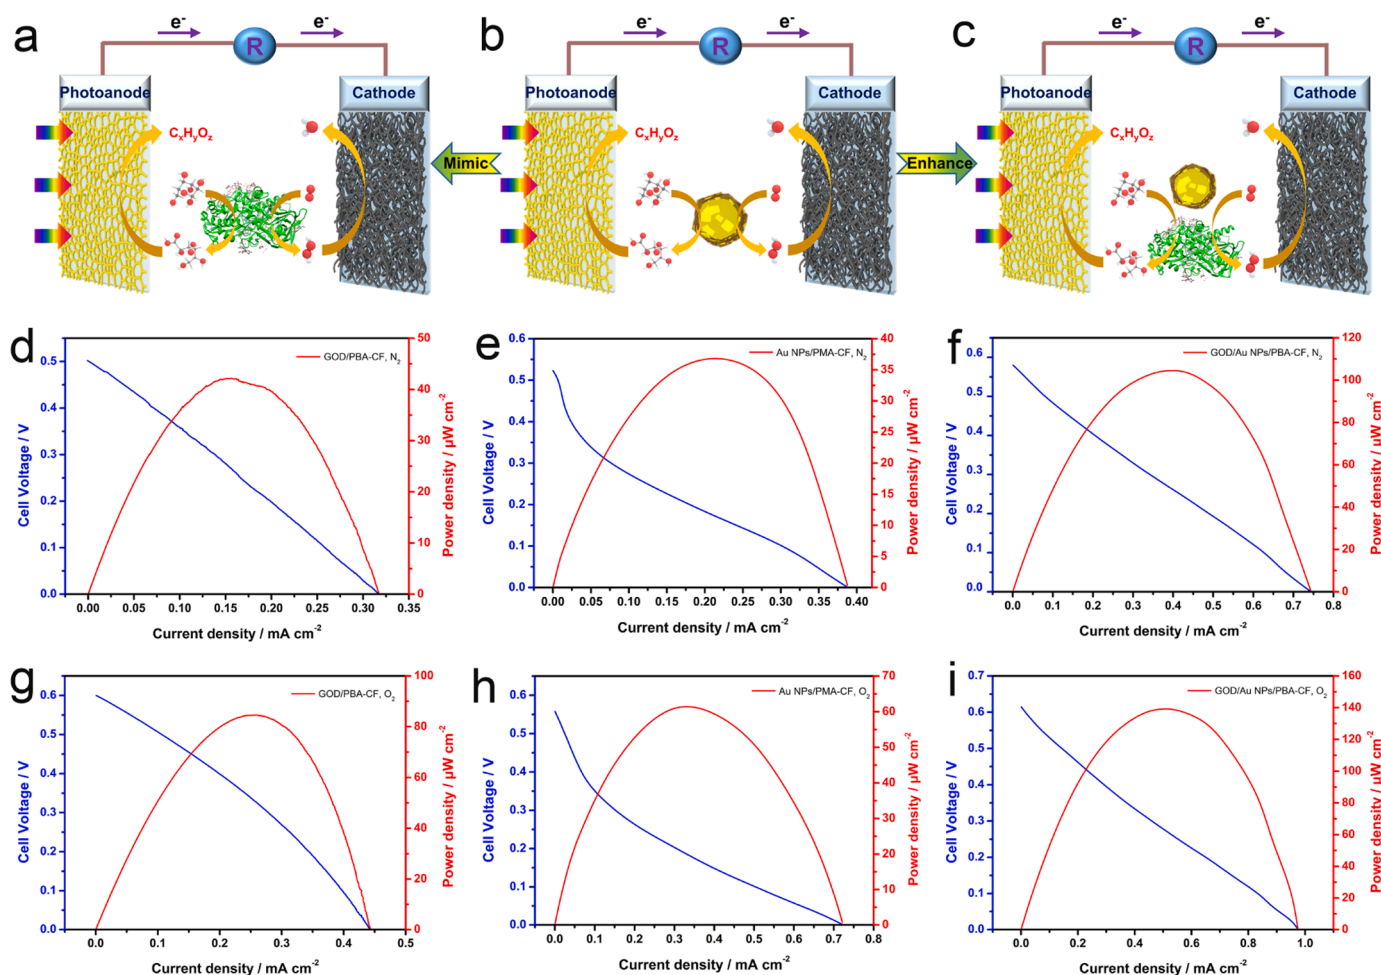 a
e-
e-
R
Photoanode
Cathode
CxHyOz
Mimic
b
e-
e-
R
Photoanode
Cathode
CxHyOz
Enhance
c
e-
e-
R
Photoanode
Cathode
CxHyOz
d
GOD/PBA-CF, N2
Cell Voltage / V
0.5
0.4
0.3
0.2
0.1
0.0
Power density / μW cm-2
50
40
30
20
10
0
0.00 0.05 0.10 0.15 0.20 0.25 0.30 0.35
Current density / mA cm-2
e
Au NPs/PMA-CF, N2
Cell Voltage / V
0.6
0.5
0.4
0.3
0.2
0.1
0.0
Power density / μW cm-2
40
35
30
25
20
15
10
5
0
0.00 0.05 0.10 0.15 0.20 0.25 0.30 0.35 0.40
Current density / mA cm-2
f
GOD/Au NPs/PBA-CF, N2
Cell Voltage / V
0.6
0.5
0.4
0.3
0.2
0.1
0.0
Power density / uW cm-2
120
100
80
60
40
20
0
0.0 0.1 0.2 0.3 0.4 0.5 0.6 0.7 0.8
Current density / mA cm-2
g
GOD/PBA-CF, O2
Cell Voltage / V
0.6
0.5
0.4
0.3
0.2
0.1
0.0
Power density / μW cm-2
100
80
60
40
20
0
0.0 0.1 0.2 0.3 0.4 0.5
Current density / mA cm-2
h
Au NPs/PMA-CF, O2
Cell Voltage / V
0.6
0.5
0.4
0.3
0.2
0.1
0.0
Power density / μW cm-2
70
60
50
40
30
20
10
0
0.0 0.1 0.2 0.3 0.4 0.5 0.6 0.7 0.8
Current density / mA cm-2
i
GOD/Au NPs/PBA-CF, O2
Cell Voltage / V
0.7
0.6
0.5
0.4
0.3
0.2
0.1
0.0
Power density / μW cm-2
160
140
120
100
80
60
40
20
0
0.0 0.2 0.4 0.6 0.8 1.0
Current density / mA cm-2